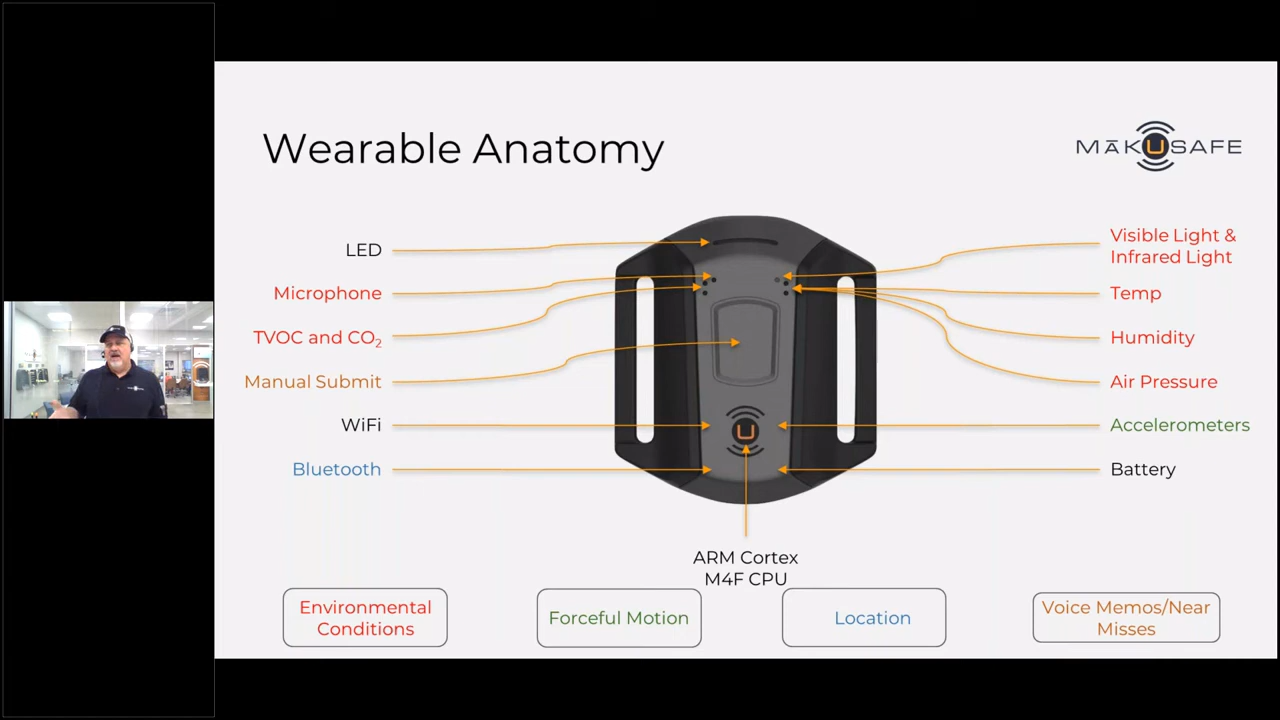 Wearable Anatomy
MĀKUSAFE
LED
Microphone
TVOC and CO₂
Manual Submit
WiFi
Bluetooth
Visible Light &
Infrared Light
Temp
Humidity
Air Pressure
Accelerometers
Battery
U
ARM Cortex
M4F CPU
Environmental
Conditions
Forceful Motion
Location
Voice Memos/Near
Misses